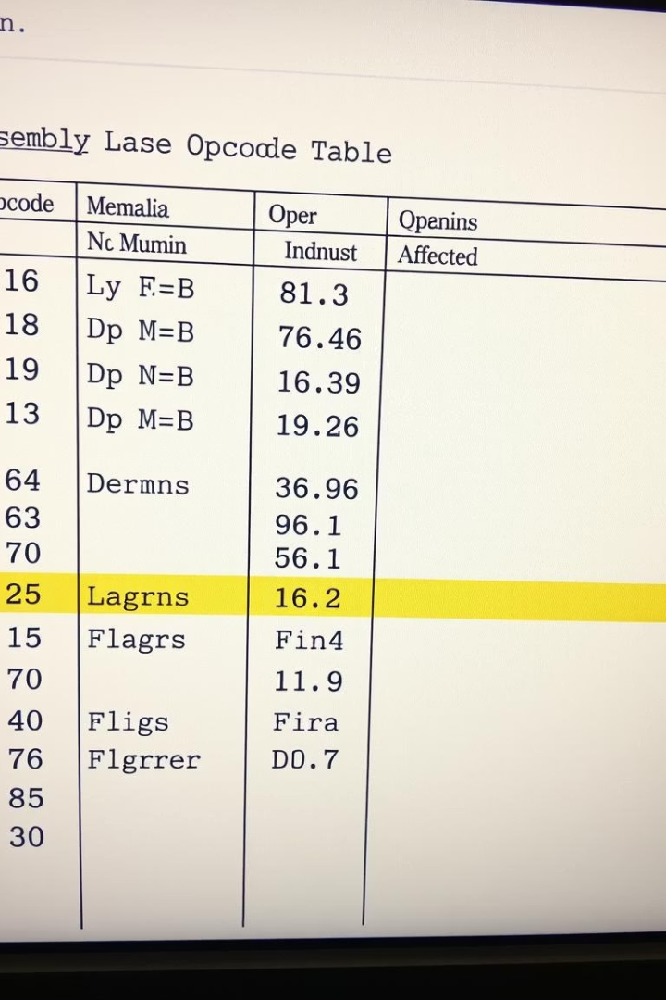 n.
sembly Lase Opcode Table
pcode Memalia Oper Qpenins
Nc Mumin Indnust Affected
16 Ly F=B 81.3
18 Dp M=B 76.46
19 Dp N=B 16.39
13 Dp M=B 19.26
64 Dermns 36.96
63 96.1
70 56.1
25 Lagrns 16.2
15 Flagrs Fin4
70 11.9
40 Fligs Fira
76 Flgrrer D0.7
85
30